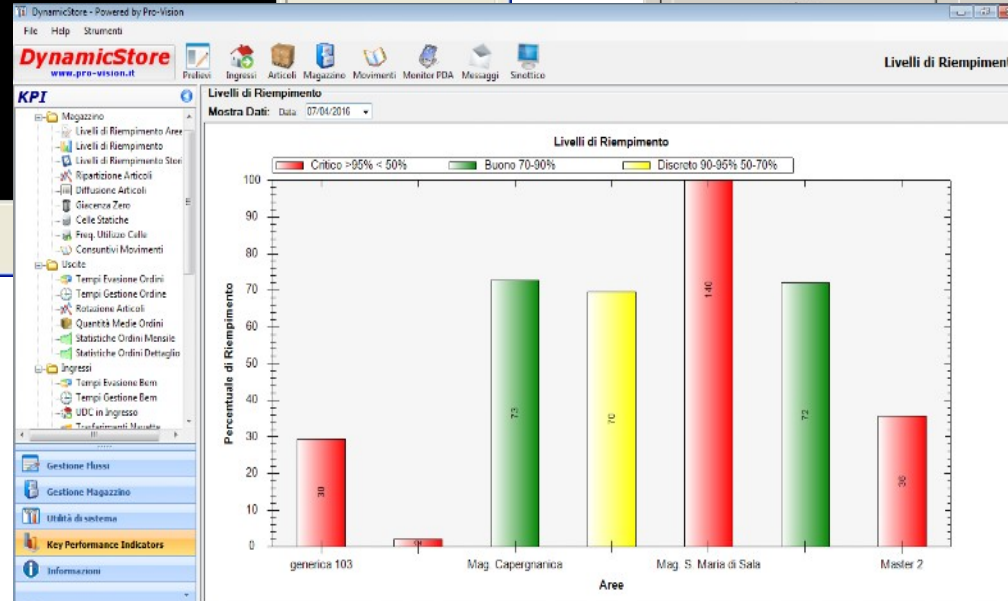 DynamicStore - Powered by Pro-Vision
File Help Strumenti
DynamicStore
www.pro-vision.it
Prelievi Ingressi Articoli Magazzino Movimenti Monitor PDA Messaggi Sinottico
Livelli di Riempiment
KPI
Magazzino
Livelli di Riempimento Aree
Livelli di Riempimento
Livelli di Riempimento Stori
Ripartizione Articoli
Diffusione Articoli
Giacenza Zero
Celle Statiche
Freq. Utilizzo Celle
Consuntivi Movimenti
Uscite
Tempi Evasione Ordini
Tempi Gestione Ordine
Rotazione Articoli
Quantità Medie Ordini
Statistiche Ordini Mensile
Statistiche Ordini Dettaglio
Ingressi
Tempi Evasione Bem
Tempi Gestione Bem
UDC in Ingresso
Trasferimenti Navette
Gestione Flussi
Gestione Magazzino
Utilità di sistema
Key Performance Indicators
Informazioni
Livelli di Riempimento
Mostra Dati: Data 07/04/2016
Livelli di Riempimento
Critico >95% < 50% Buono 70-90% Discreto 90-95% 50-70%
Percentuale di Riempimento
100
90
80
70
60
50
40
30
20
10
0
30
2
73
70
140
72
36
generica 103 Mag. Capergnanica Mag. S. Maria di Sala Master 2
Aree